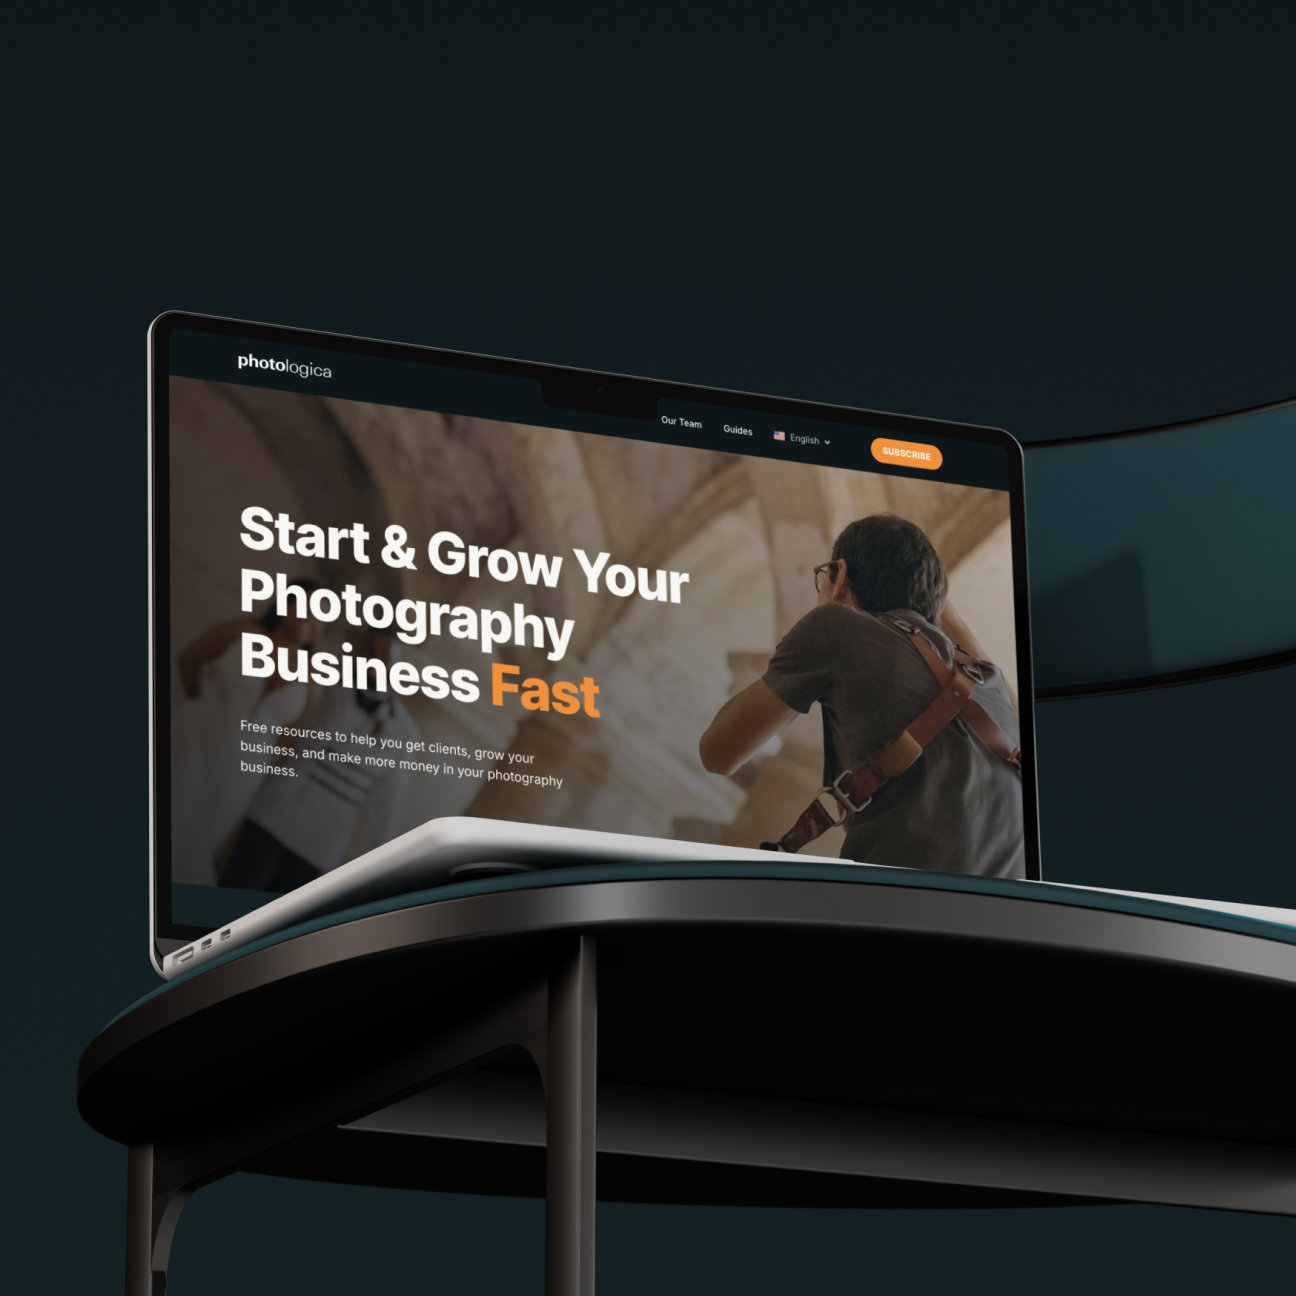 photologica
Our Team
Guides
English
SUBSCRIBE
Start & Grow Your
Photography
Business Fast
Free resources to help you get clients, grow your
business, and make more money in your photography
business.